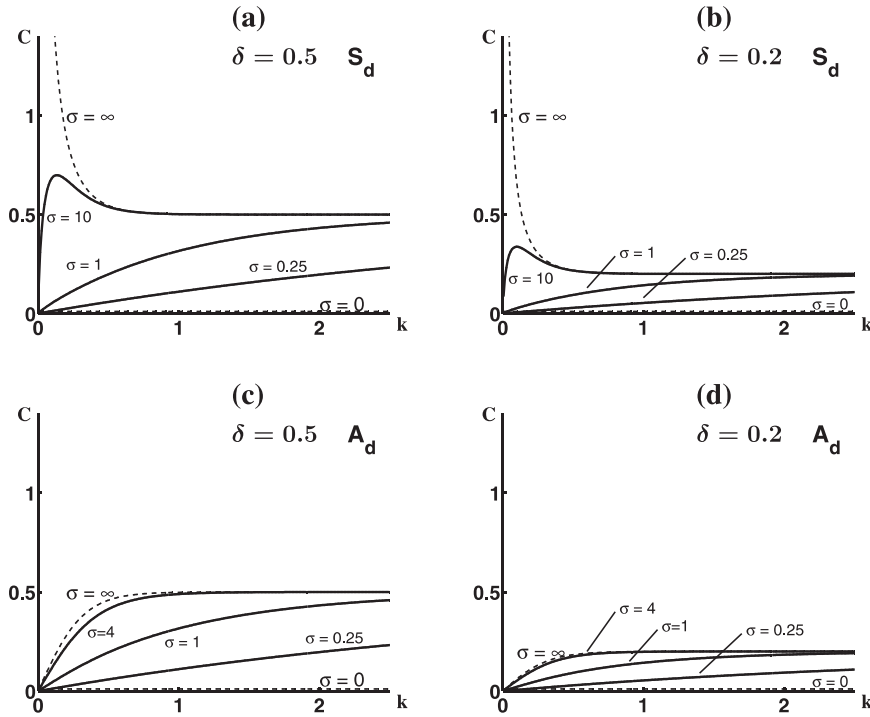 (a)
C
δ = 0.5 S_d
1
σ = ∞
0.5
σ = 10
σ = 1
σ = 0.25
σ = 0
0
0 1 2 k
(b)
C
δ = 0.2 S_d
1
σ = ∞
0.5
σ = 1
σ = 0.25
σ = 10
σ = 0
0
0 1 2 k
(c)
C
δ = 0.5 A_d
1
0.5
σ = ∞
σ=4
σ = 1
σ = 0.25
σ = 0
0
0 1 2 k
(d)
C
δ = 0.2 A_d
1
0.5
σ = 4
σ=1
σ = 0.25
σ = ∞
σ = 0
0
0 1 2 k